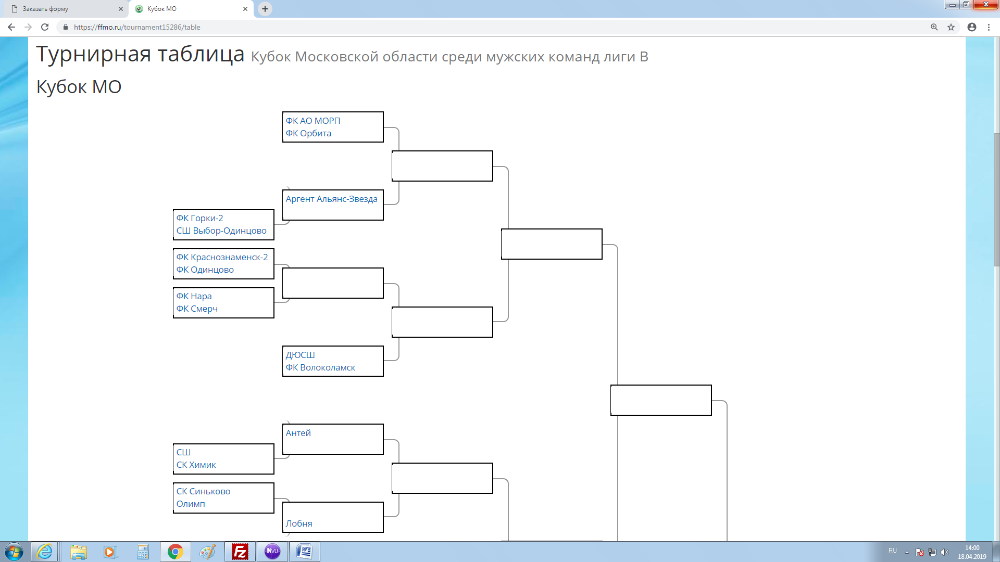 Заказать форму
Кубок МО
https://ffmo.ru/tournament15286/table
Турнирная таблица Кубок Московской области среди мужских команд лиги В
Кубок МО
ФК АО МОРП
ФК Орбита
Аргент Альянс-Звезда
ФК Горки-2
СШ Выбор-Одинцово
ФК Краснознаменск-2
ФК Одинцово
ФК Нара
ФК Смерч
ДЮСШ
ФК Волоколамск
Антей
СШ
СК Химик
СК Синьково
Олимп
Лобня
RU
14:00
18.04.2019